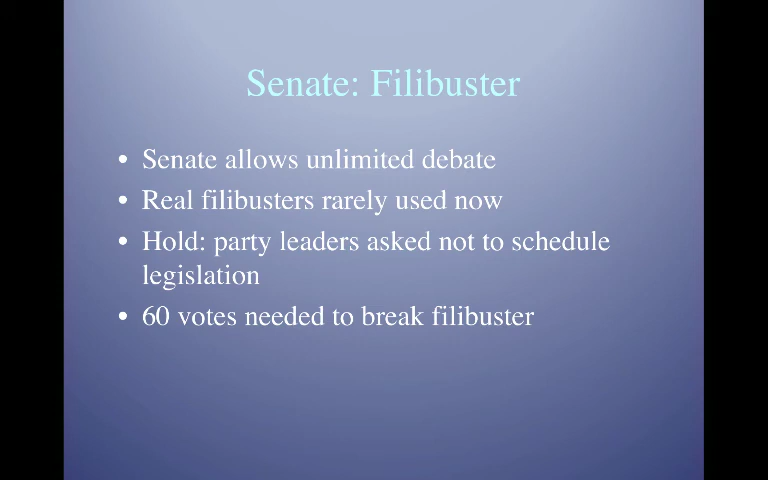 Senate: Filibuster
• Senate allows unlimited debate
• Real filibusters rarely used now
• Hold: party leaders asked not to schedule
legislation
• 60 votes needed to break filibuster